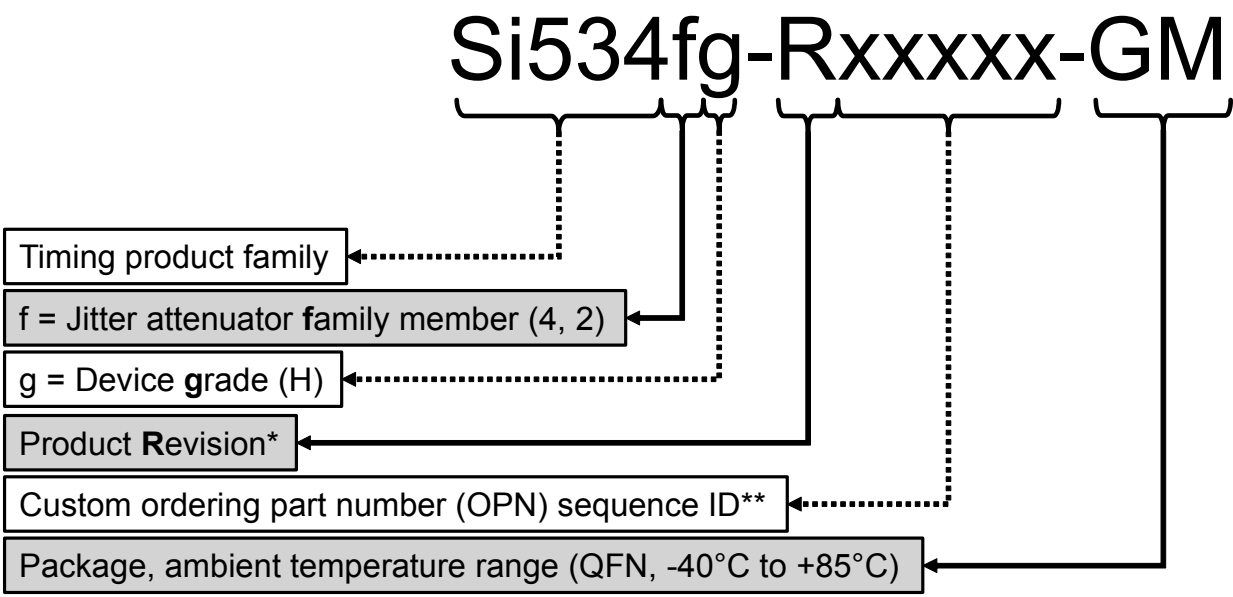 Si534fg-Rxxxxx-GM
Timing product family
f = Jitter attenuator family member (4, 2)
g = Device grade (H)
Product Revision*
Custom ordering part number (OPN) sequence ID**
Package, ambient temperature range (QFN, -40°C to +85°C)